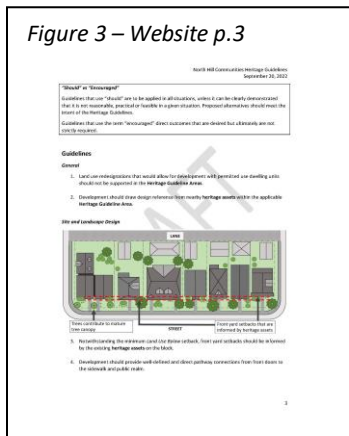 Figure 3 – Website p.3
North Hill Communities Heritage Guidelines
September 20, 2022
"Should" vs "Encouraged"
Guidelines that use "should" are to be applied in all situations, unless it can be clearly demonstrated
that it is not reasonable, practical or feasible in a given situation. Proposed alternatives should meet the
intent of the Heritage Guidelines.
Guidelines that use the term "encouraged" direct outcomes that are desired but ultimately are not
strictly required.
Guidelines
General
1. Land use redesignations that would allow for development with permitted use dwelling units
should not be supported in the Heritage Guideline Areas.
2. Development should draw design reference from nearby heritage assets within the applicable
Heritage Guideline Area.
Site and Landscape Design
DRAFT
LANE
Trees contribute to mature
tree canopy
STREET
Front yard setbacks that are
informed by heritage assets
3. Notwithstanding the minimum Land Use Bylaw setback, front yard setbacks should be informed
by the existing heritage assets on the block.
4. Development should provide well-defined and direct pathway connections from front doors to
the sidewalk and public realm.
3